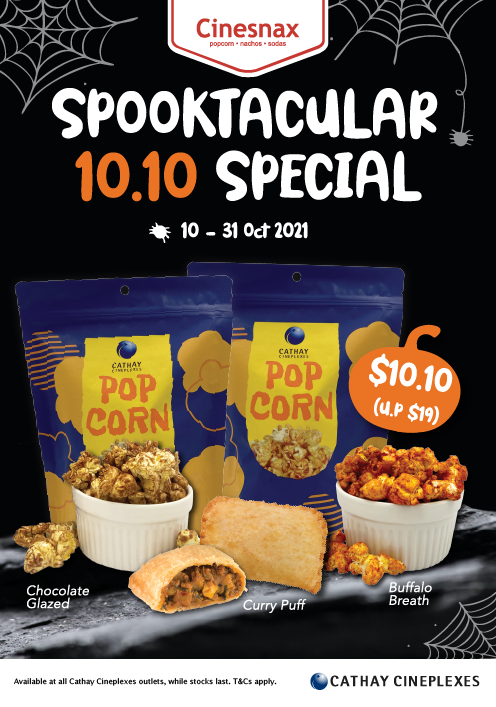 Cinesnax
popcorn • nachos • sodas
SPOOKTACULAR
10.10 SPECIAL
10 - 31 Oct 2021
CATHAY
CINEPLEXES
POP
CORN
CATHAY
CINEPLEXES
POP
CORN
$10.10
(U.P $19)
Chocolate
Glazed
Curry Puff
Buffalo
Breath
Available at all Cathay Cineplexes outlets, while stocks last. T&Cs apply.
CATHAY CINEPLEXES